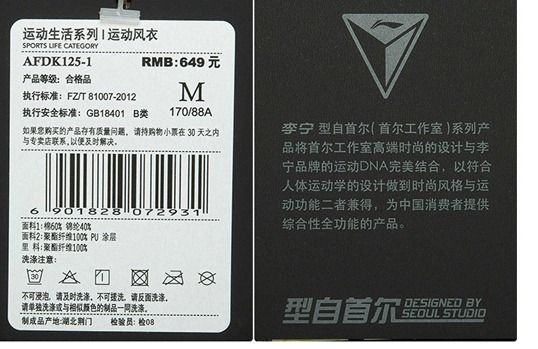 运动生活系列 | 运动风衣
SPORTS LIFE CATEGORY
AFDK125-1 RMB:649 元
产品等级: 合格品
执行标准: FZ/T 81007-2012
执行安全标准: GB18401 B类
M
170/88A
如果您购买的产品存有质量问题，请持购物小票在 30 天之内
与专卖店联系,以便及时解决。
6 901828 072931
面料1:棉60% 锦纶40%
面料2:聚酯纤维100% PU 涂层
里 料:聚酯纤维100%
洗涤注意:
30
不可浸泡，请及时洗涤，不可搓洗，请反面洗涤，
请单独洗涤或与相似颜色的制品一同洗涤。
制成品产地:湖北荆门 检验员: 检08
李宁 型自首尔(首尔工作室)系列产
品将首尔工作室高端时尚的设计与李
宁品牌的运动DNA完美结合，以符合
人体运动学的设计做到时尚风格与运
动功能二者兼得，为中国消费者提供
综合性全功能的产品。
型自首尔 DESIGNED BY
SEOUL STUDIO